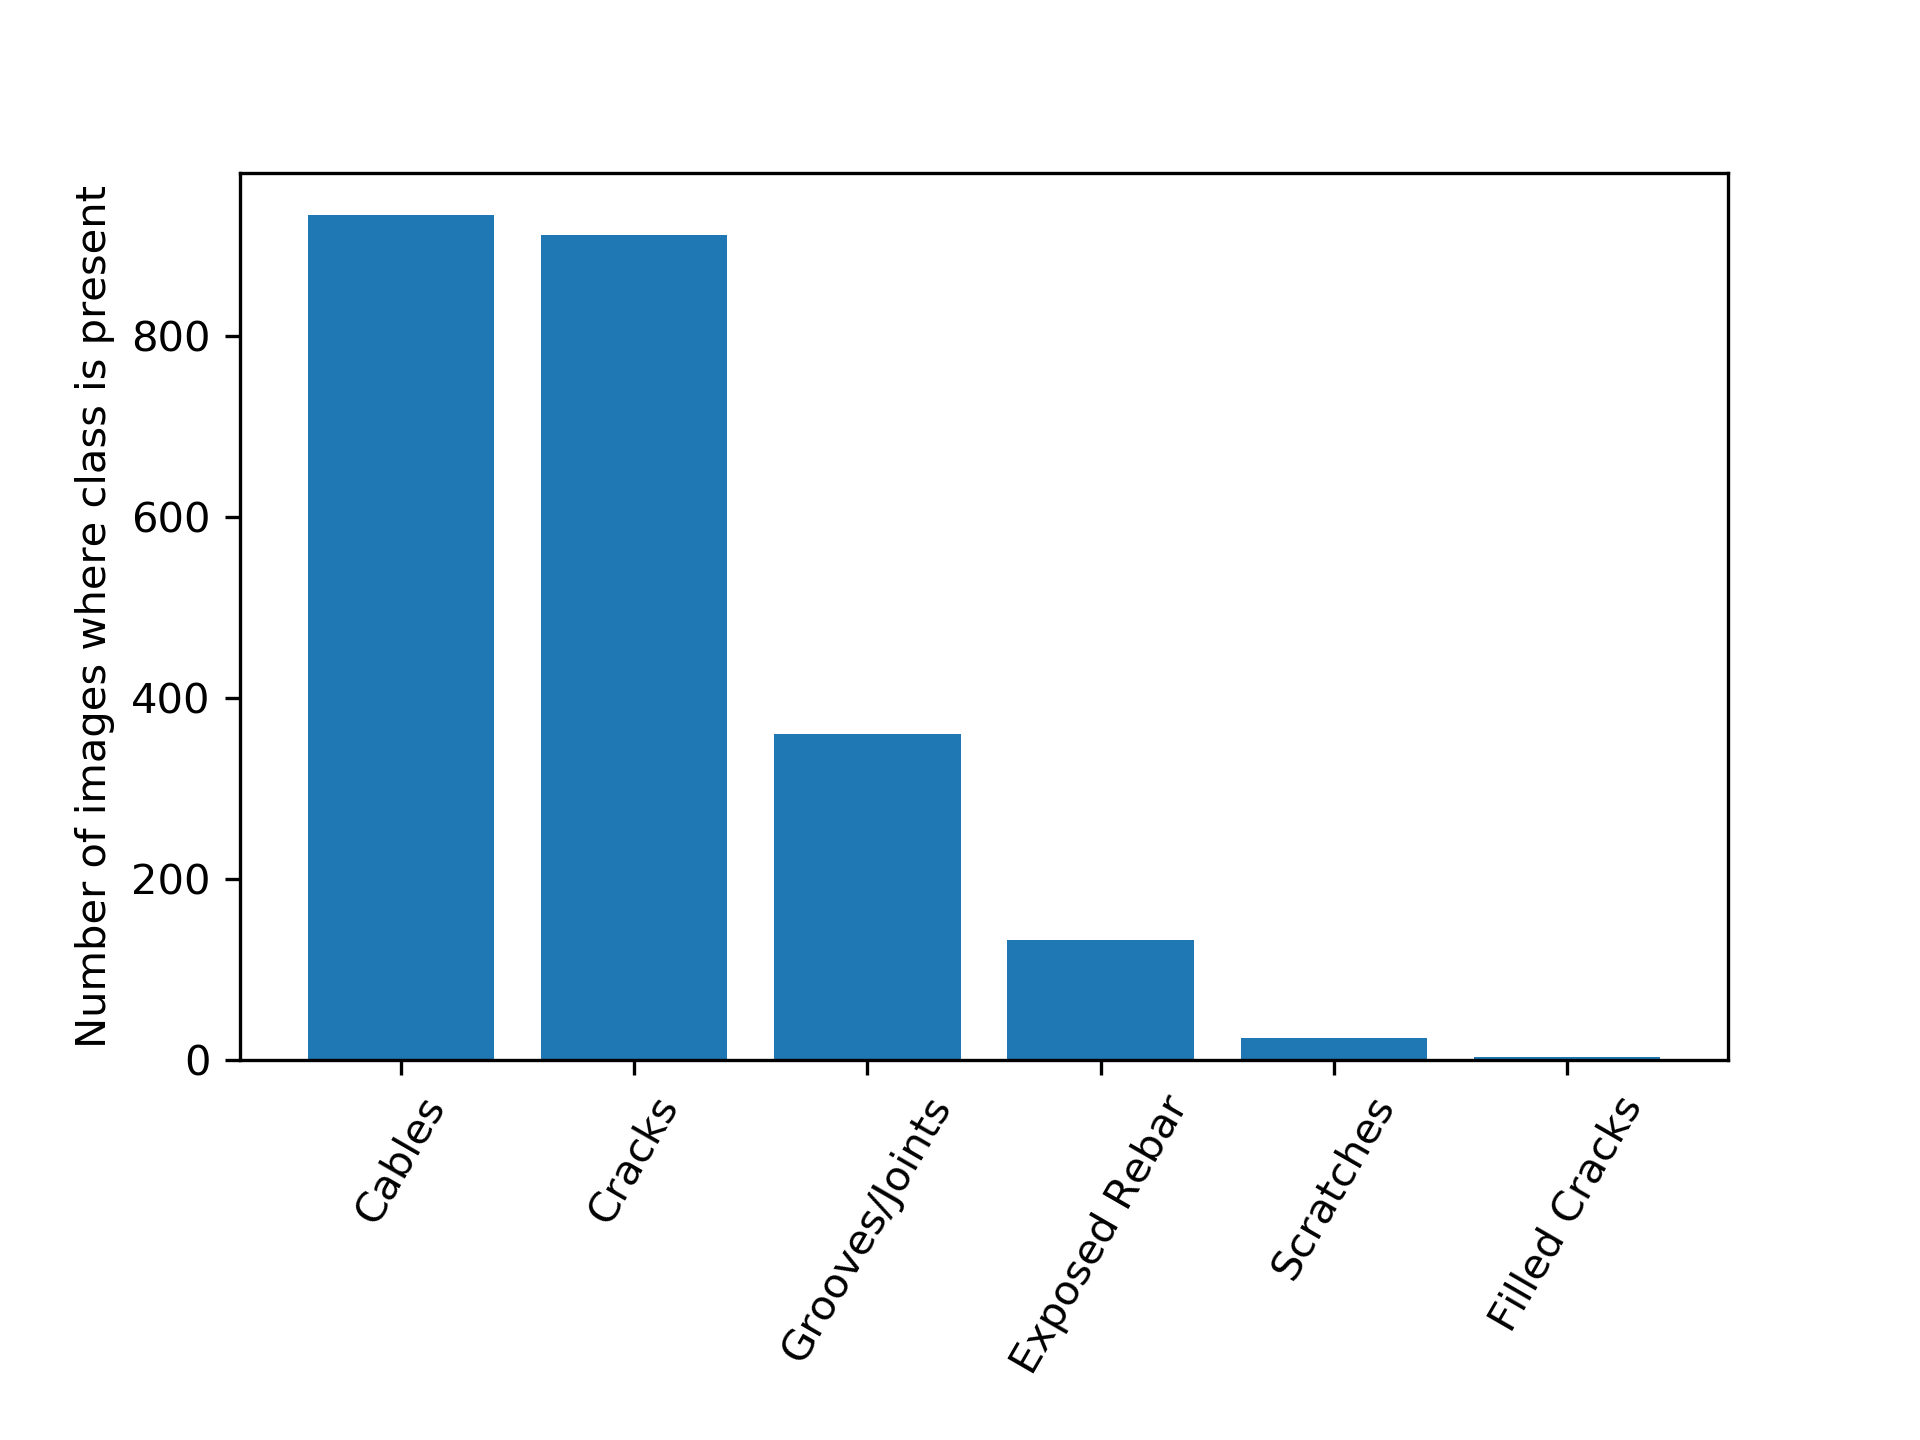 Number of images where class is present
800
600
400
200
0
Cables
Cracks
Grooves/Joints
Exposed Rebar
Scratches
Filled Cracks